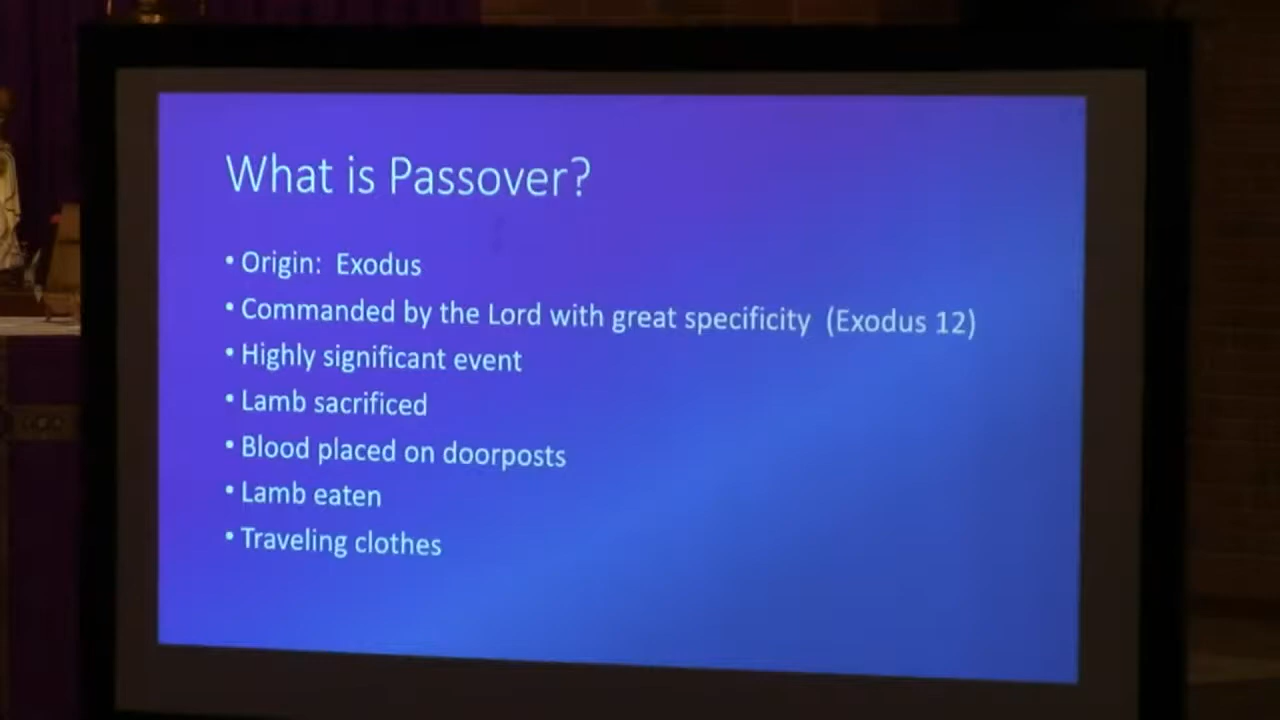 What is Passover?
• Origin:  Exodus
• Commanded by the Lord with great specificity  (Exodus 12)
• Highly significant event
• Lamb sacrificed
• Blood placed on doorposts
• Lamb eaten
• Traveling clothes